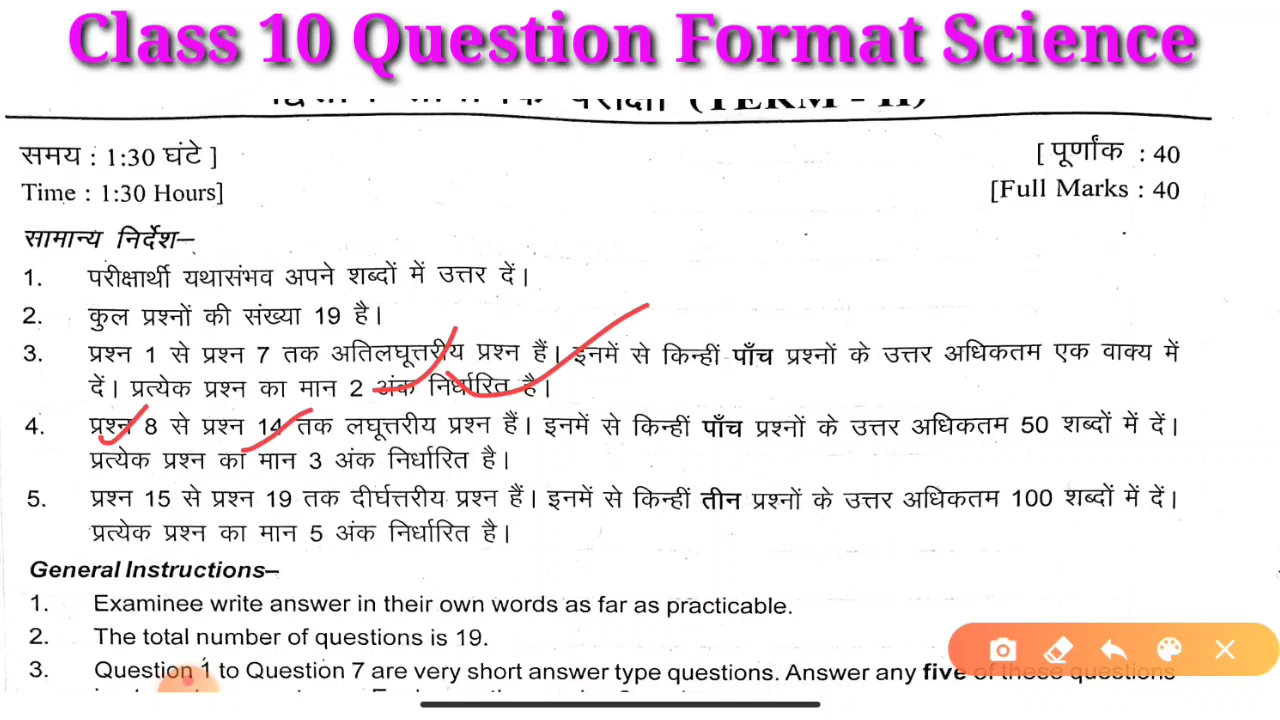 Class 10 Question Format Science
परीक्षा (TERM - II)
समय : 1:30 घंटे ]
[ पूर्णांक : 40
Time : 1:30 Hours]
[Full Marks : 40
सामान्य निर्देश–
1. परीक्षार्थी यथासंभव अपने शब्दों में उत्तर दें।
2. कुल प्रश्नों की संख्या 19 है।
3. प्रश्न 1 से प्रश्न 7 तक अतिलघूत्तरीय प्रश्न हैं। इनमें से किन्हीं पाँच प्रश्नों के उत्तर अधिकतम एक वाक्य में
दें। प्रत्येक प्रश्न का मान 2 अंक निर्धारित है।
4. प्रश्न 8 से प्रश्न 14 तक लघूत्तरीय प्रश्न हैं। इनमें से किन्हीं पाँच प्रश्नों के उत्तर अधिकतम 50 शब्दों में दें।
प्रत्येक प्रश्न का मान 3 अंक निर्धारित है।
5. प्रश्न 15 से प्रश्न 19 तक दीर्घत्तरीय प्रश्न हैं। इनमें से किन्हीं तीन प्रश्नों के उत्तर अधिकतम 100 शब्दों में दें।
प्रत्येक प्रश्न का मान 5 अंक निर्धारित है।
General Instructions–
1. Examinee write answer in their own words as far as practicable.
2. The total number of questions is 19.
3. Question 1 to Question 7 are very short answer type questions. Answer any five of these questions